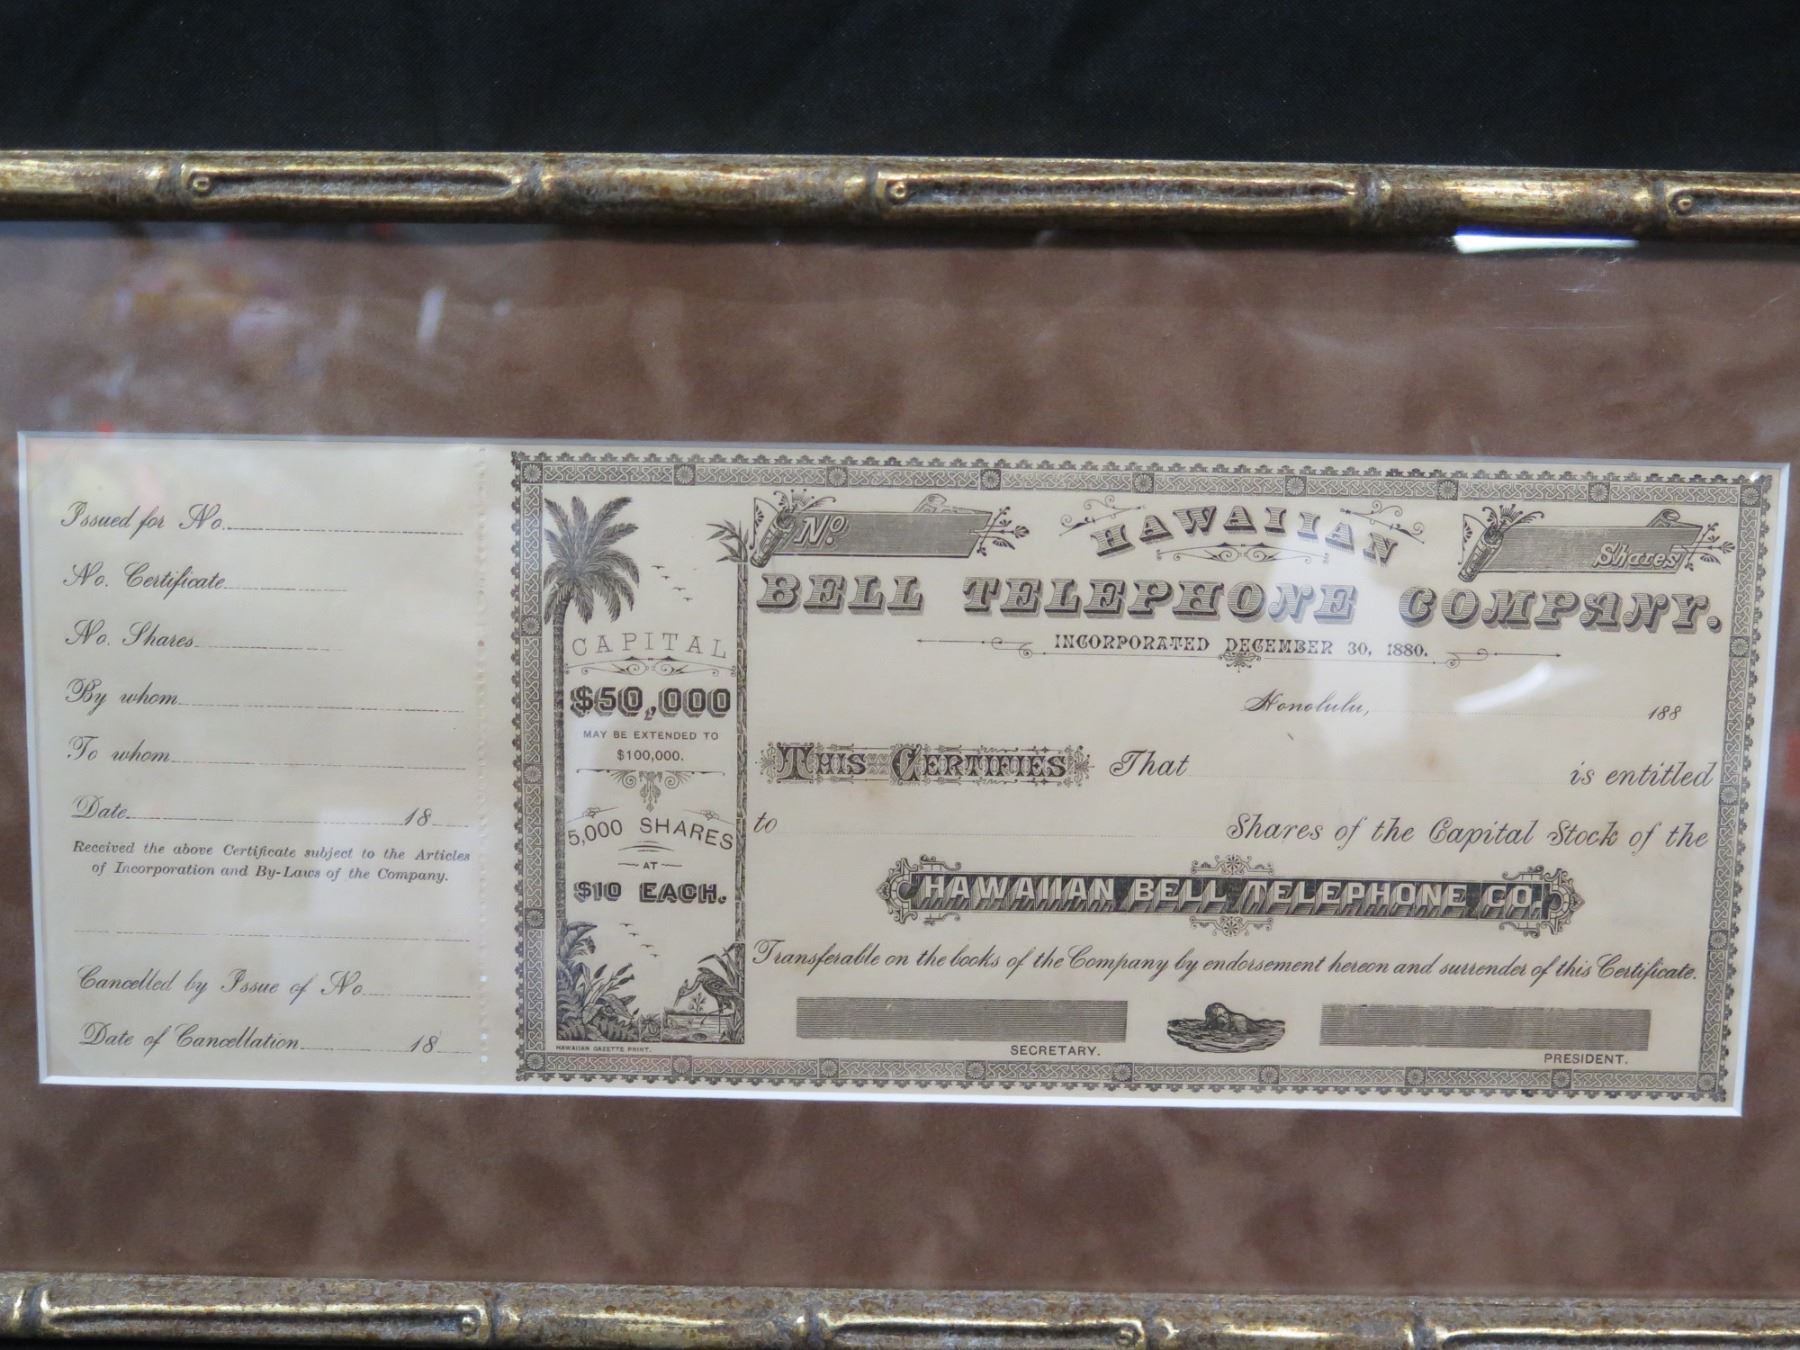 Issued for No.
No. Certificate
No. Shares
By whom
To whom
Date 18
Received the above Certificate subject to the Articles
of Incorporation and By-Laws of the Company.
Cancelled by Issue of No.
Date of Cancellation 18
CAPITAL
$50,000
MAY BE EXTENDED TO
$100,000.
5,000 SHARES
AT
$10 EACH.
HAWAIIAN GAZETTE PRINT.
No. HAWAIIAN Shares
BELL TELEPHONE COMPANY.
INCORPORATED DECEMBER 30, 1880.
Honolulu, 188
THIS CERTIFIES That is entitled
to Shares of the Capital Stock of the
HAWAIIAN BELL TELEPHONE CO.
Transferable on the books of the Company by endorsement hereon and surrender of this Certificate.
SECRETARY. PRESIDENT.